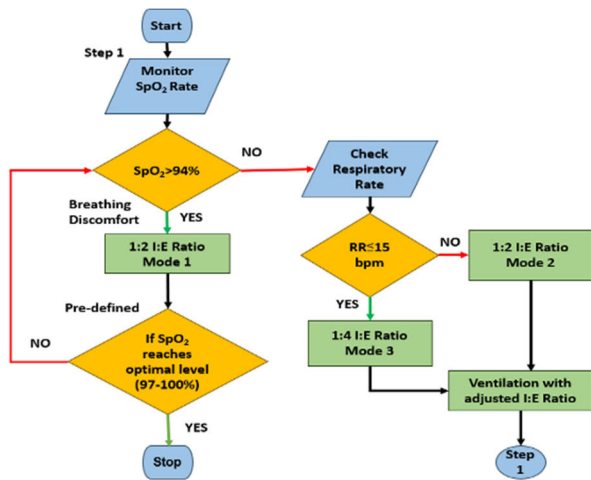 Start
Step 1
Monitor
SpO₂ Rate
SpO₂>94%
NO
Check
Respiratory
Rate
Breathing
Discomfort
YES
1:2 I:E Ratio
Mode 1
RR≤15
bpm
NO
1:2 I:E Ratio
Mode 2
Pre-defined
YES
NO
If SpO₂
reaches
optimal level
(97-100%)
1:4 I:E Ratio
Mode 3
Ventilation with
adjusted I:E Ratio
YES
Stop
Step
1